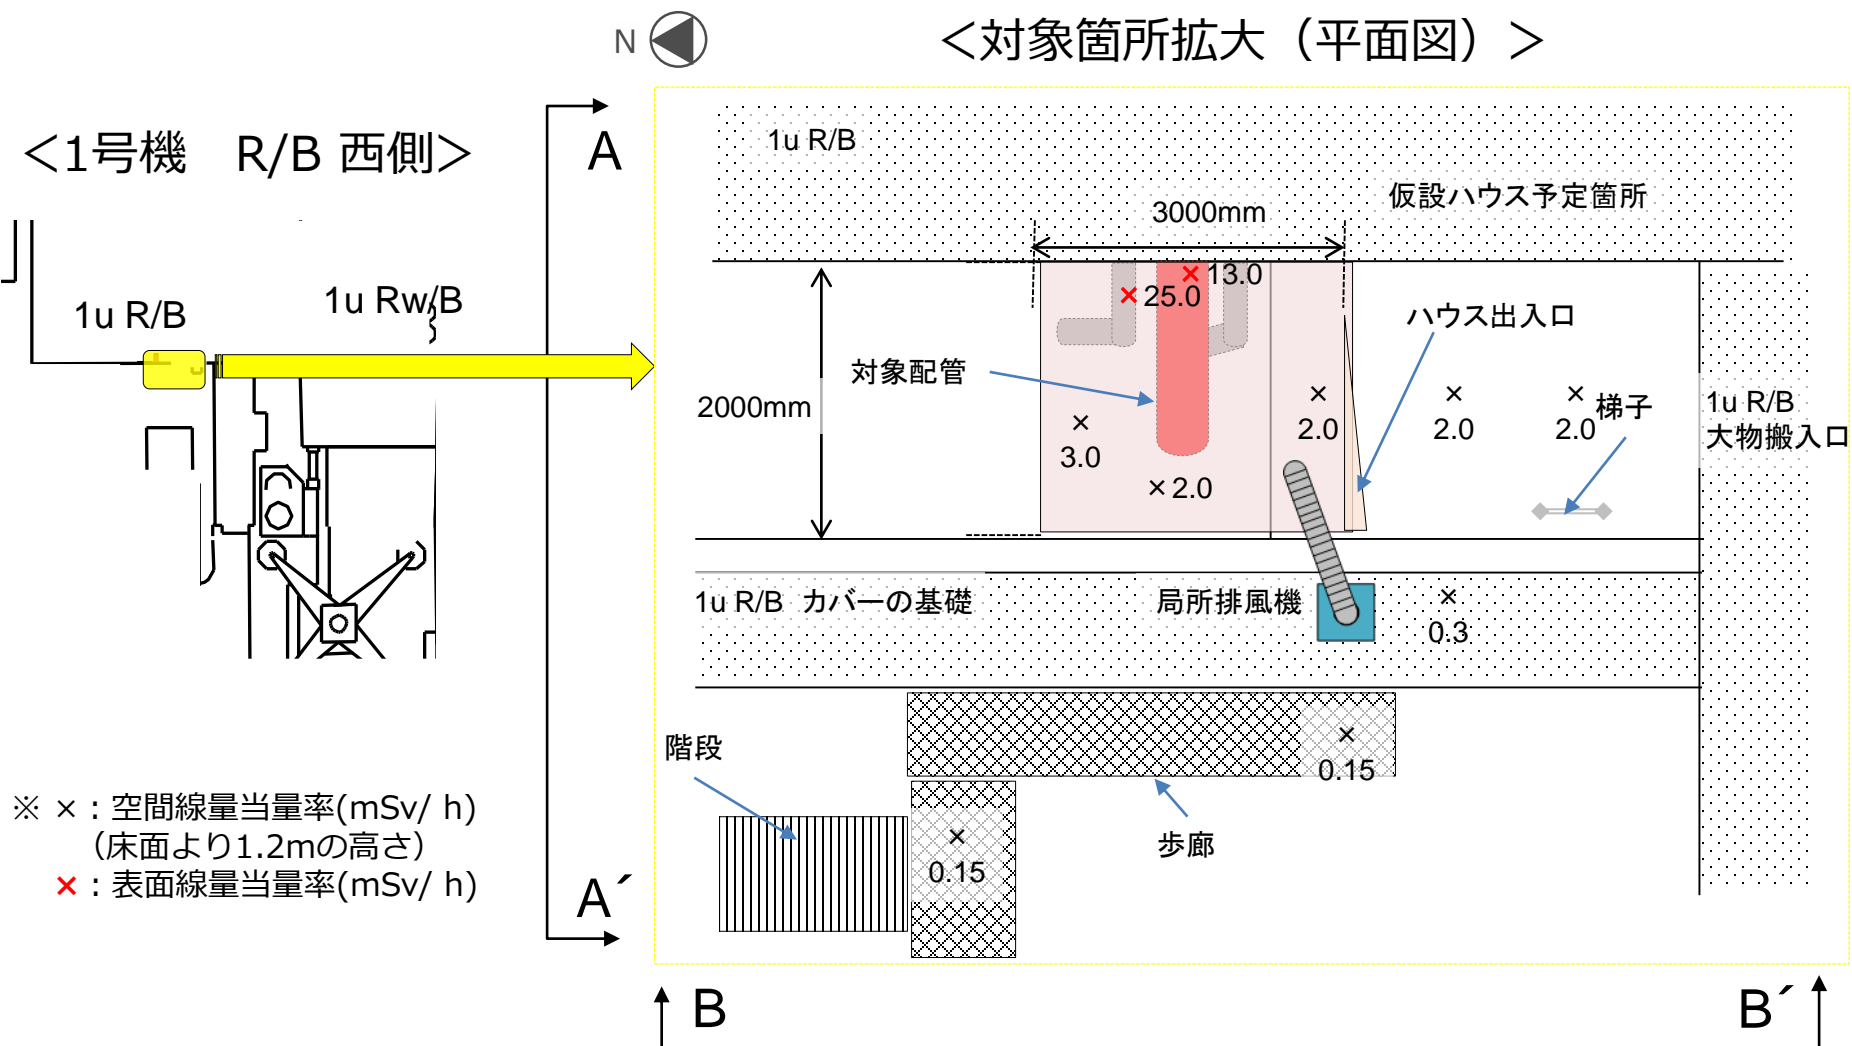 N
＜対象箇所拡大（平面図）＞
＜1号機　R/B 西側＞
A
1u R/B
仮設ハウス予定箇所
3000mm
1u R/B
1u Rw/B
× 13.0
× 25.0
ハウス出入口
対象配管
2000mm
×
3.0
× 2.0
×
2.0
×
2.0
×
2.0
梯子
1u R/B
大物搬入口
1u R/B カバーの基礎
局所排風機
×
0.3
階段
×
0.15
歩廊
×
0.15
※ ×：空間線量当量率(mSv/ h)
（床面より1.2mの高さ）
×：表面線量当量率(mSv/ h)
A´
B
B´